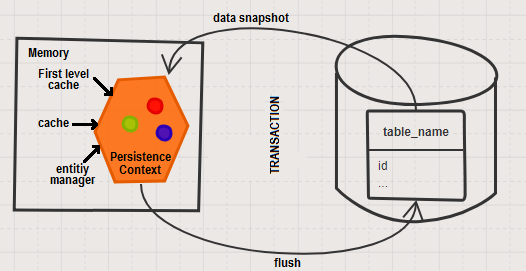 data snapshot
Memory
First level
cache
cache
entitiy
manager
Persistence
Context
TRANSACTION
table_name
id
...
flush